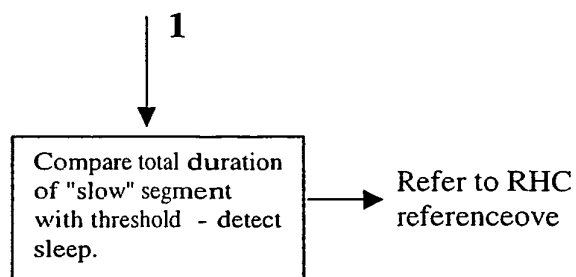 1
Compare total duration
of "slow" segment
with threshold - detect
sleep.
Refer to RHC
referenceove